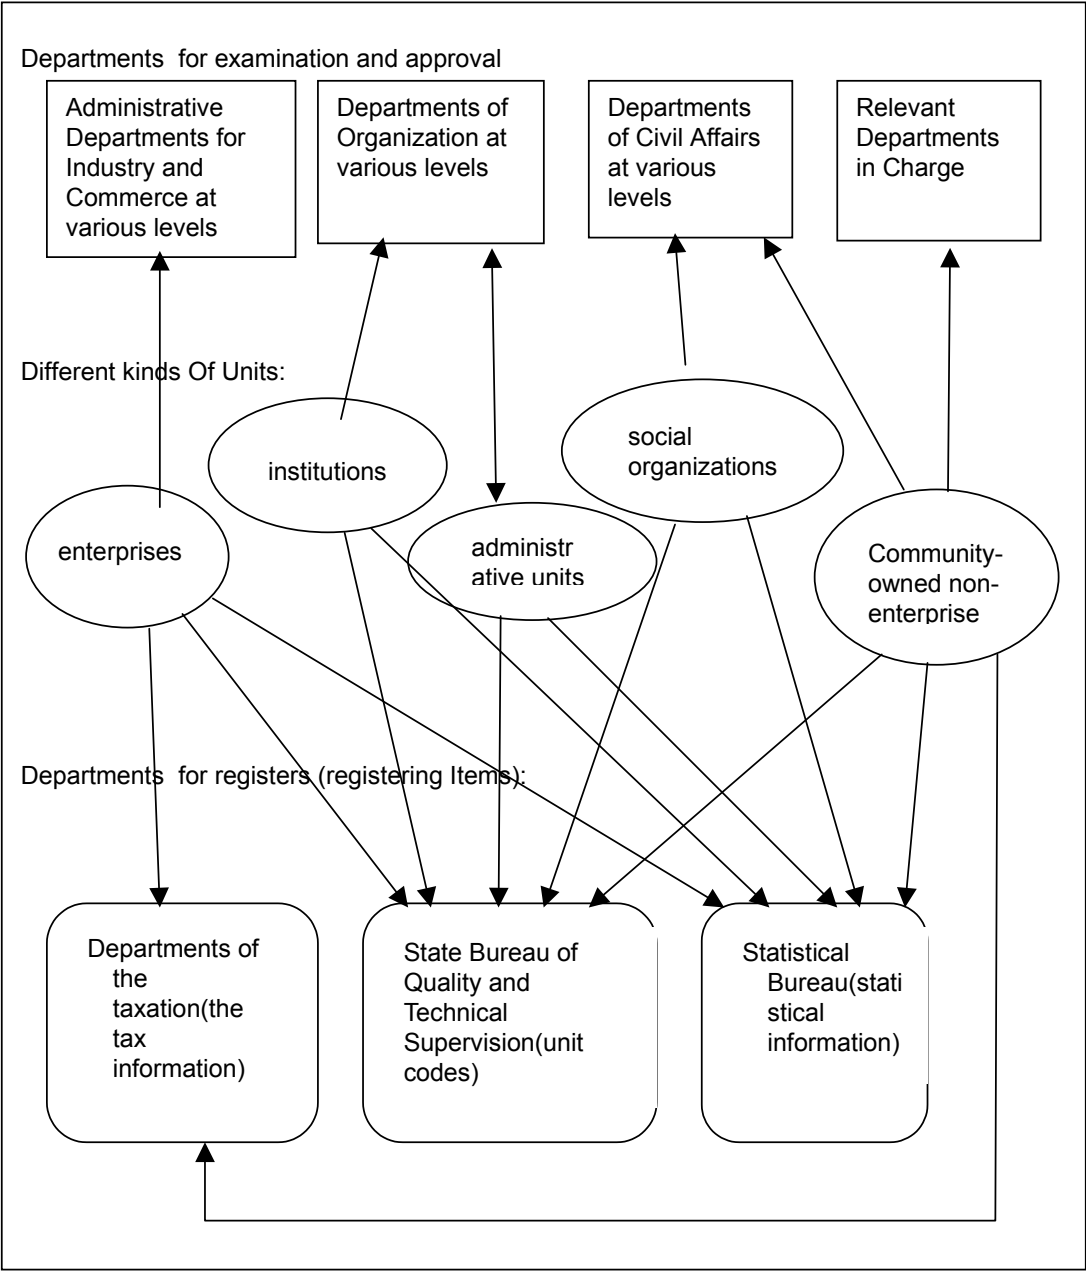 Departments for examination and approval
Administrative
Departments for
Industry and
Commerce at
various levels
Departments of
Organization at
various levels
Departments
of Civil Affairs
at various
levels
Relevant
Departments
in Charge
Different kinds Of Units:
enterprises
institutions
administr
ative units
social
organizations
Community-
owned non-
enterprise
Departments for registers (registering Items):
Departments of
the
taxation(the
tax
information)
State Bureau of
Quality and
Technical
Supervision(unit
codes)
Statistical
Bureau(stati
stical
information)